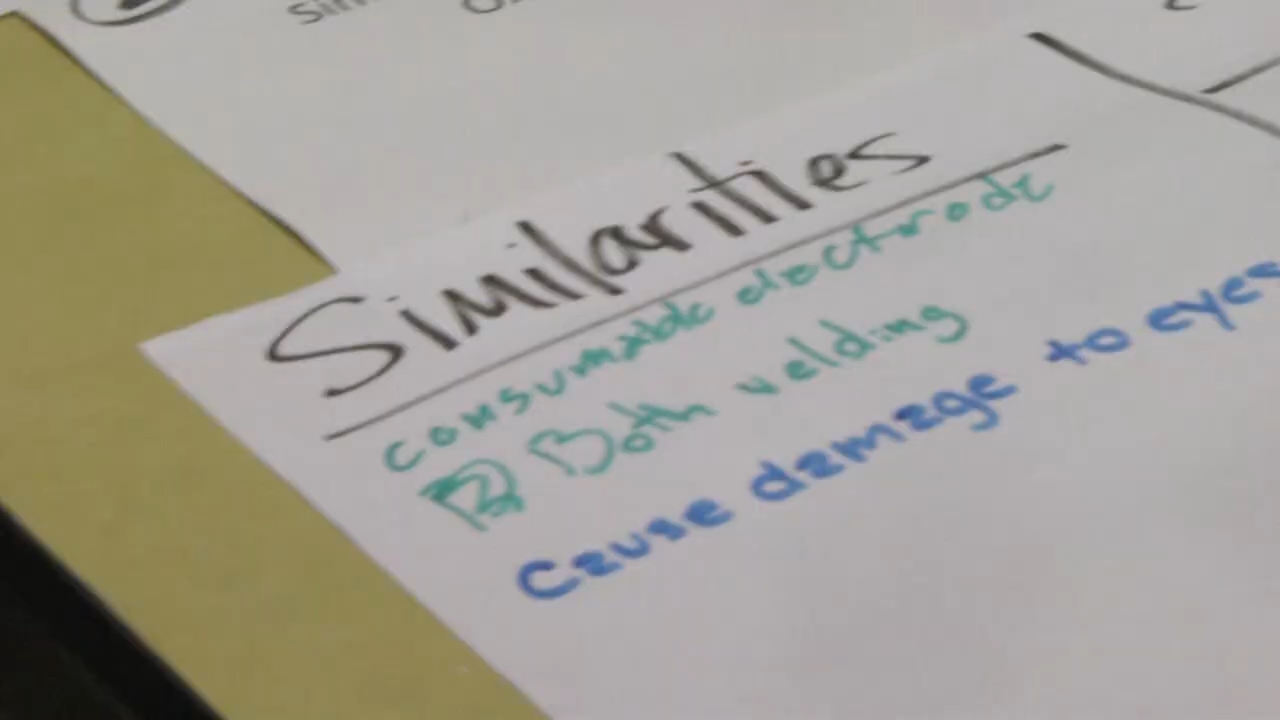 Similarities
consumable electrode
Both welding
Cause damage to eyes